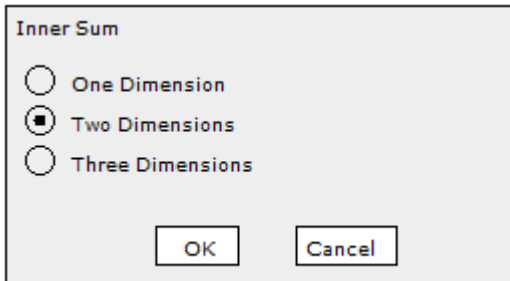 Inner Sum
One Dimension
Two Dimensions
Three Dimensions
OK Cancel